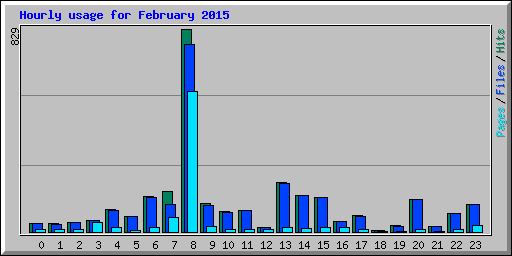 Hourly usage for February 2015
829
Pages/Files/Hits
0 1 2 3 4 5 6 7 8 9 10 11 12 13 14 15 16 17 18 19 20 21 22 23